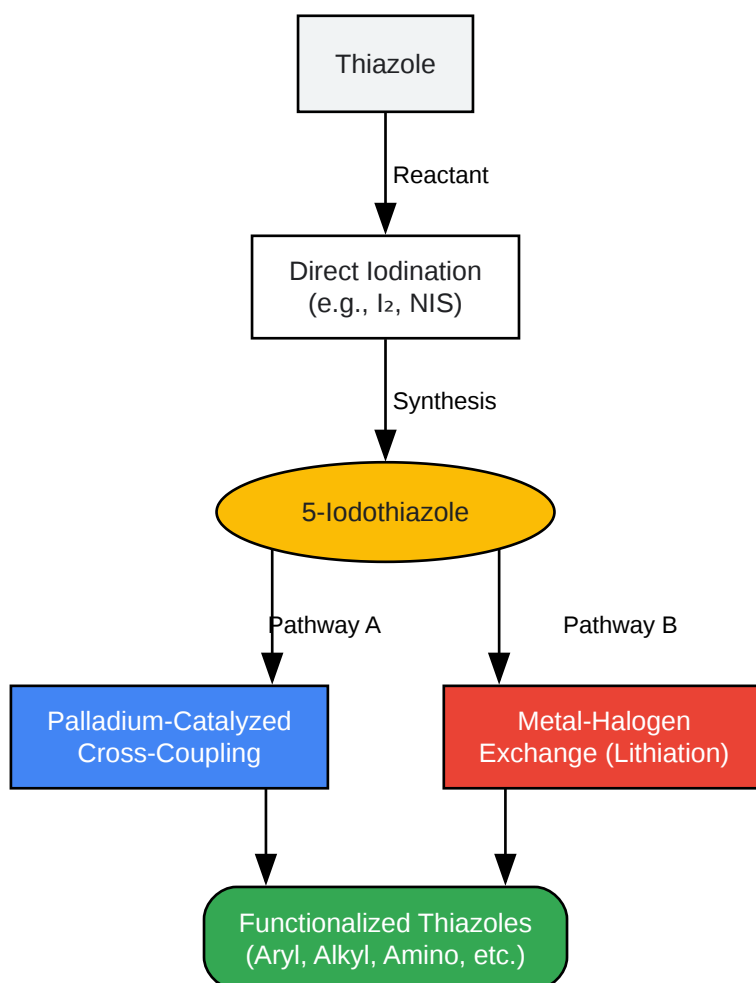 Thiazole
Reactant
Direct Iodination
(e.g., I₂, NIS)
Synthesis
5-Iodothiazole
Pathway A
Pathway B
Palladium-Catalyzed
Cross-Coupling
Metal-Halogen
Exchange (Lithiation)
Functionalized Thiazoles
(Aryl, Alkyl, Amino, etc.)